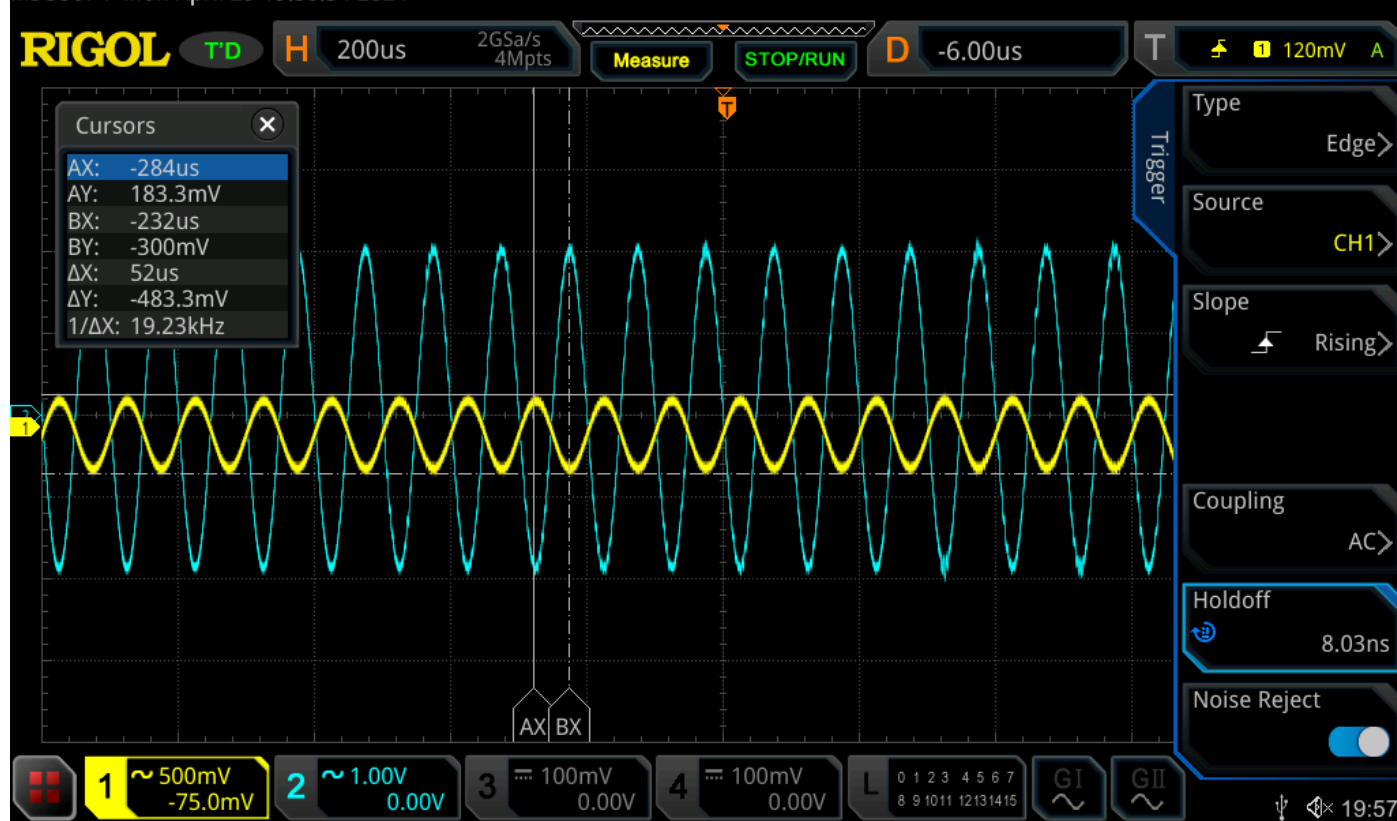 RIGOL T'D H 200us 2GSa/s 4Mpts Measure STOP/RUN D -6.00us T 1 120mV A
T
Cursors
AX: -284us
AY: 183.3mV
BX: -232us
BY: -300mV
ΔX: 52us
ΔY: -483.3mV
1/ΔX: 19.23kHz
2
1
AX BX
Trigger
Type
Edge
Source
CH1
Slope
Rising
Coupling
AC
Holdoff
8.03ns
Noise Reject
1 500mV
-75.0mV
2 1.00V
0.00V
3 100mV
0.00V
4 100mV
0.00V
L 0 1 2 3 4 5 6 7
8 9 10 11 12 13 14 15
GI
GII
19:57